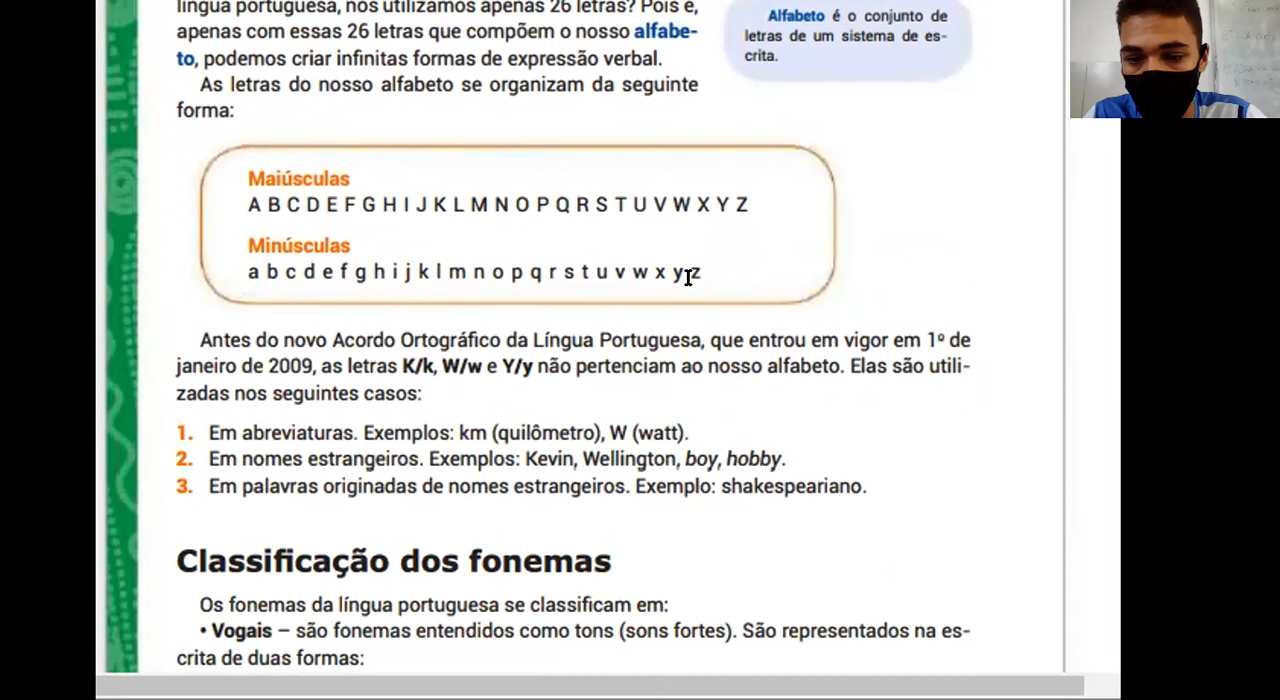 língua portuguesa, nós utilizamos apenas 26 letras? Pois é,
apenas com essas 26 letras que compõem o nosso alfabe-
to, podemos criar infinitas formas de expressão verbal.
As letras do nosso alfabeto se organizam da seguinte
forma:
Alfabeto é o conjunto de
letras de um sistema de es-
crita.
Maiúsculas
A B C D E F G H I J K L M N O P Q R S T U V W X Y Z
Minúsculas
a b c d e f g h i j k l m n o p q r s t u v w x y z
Antes do novo Acordo Ortográfico da Língua Portuguesa, que entrou em vigor em 1º de
janeiro de 2009, as letras K/k, W/w e Y/y não pertenciam ao nosso alfabeto. Elas são utili-
zadas nos seguintes casos:
1. Em abreviaturas. Exemplos: km (quilômetro), W (watt).
2. Em nomes estrangeiros. Exemplos: Kevin, Wellington, boy, hobby.
3. Em palavras originadas de nomes estrangeiros. Exemplo: shakespeariano.
Classificação dos fonemas
Os fonemas da língua portuguesa se classificam em:
• Vogais – são fonemas entendidos como tons (sons fortes). São representados na es-
crita de duas formas: